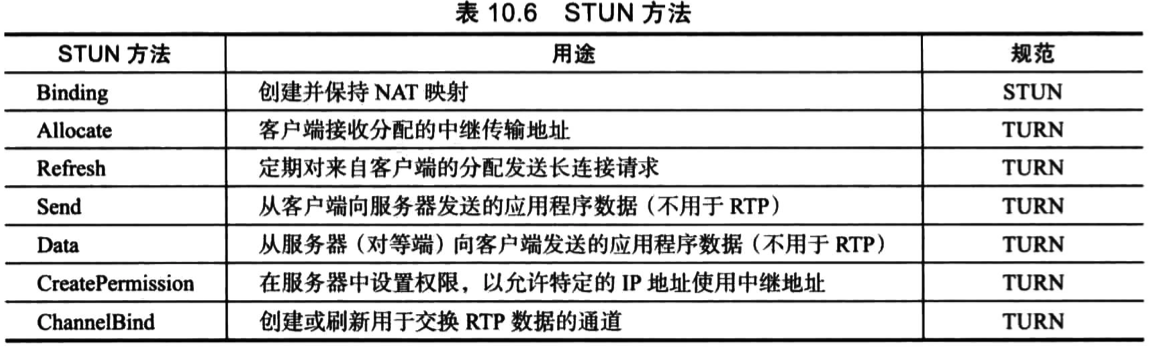 表 10.6 STUN 方法
STUN 方法 用途 规范
Binding 创建并保持 NAT 映射 STUN
Allocate 客户端接收分配的中继传输地址 TURN
Refresh 定期对来自客户端的分配发送长连接请求 TURN
Send 从客户端向服务器发送的应用程序数据（不用于 RTP） TURN
Data 从服务器（对等端）向客户端发送的应用程序数据（不用于 RTP） TURN
CreatePermission 在服务器中设置权限，以允许特定的 IP 地址使用中继地址 TURN
ChannelBind 创建或刷新用于交换 RTP 数据的通道 TURN